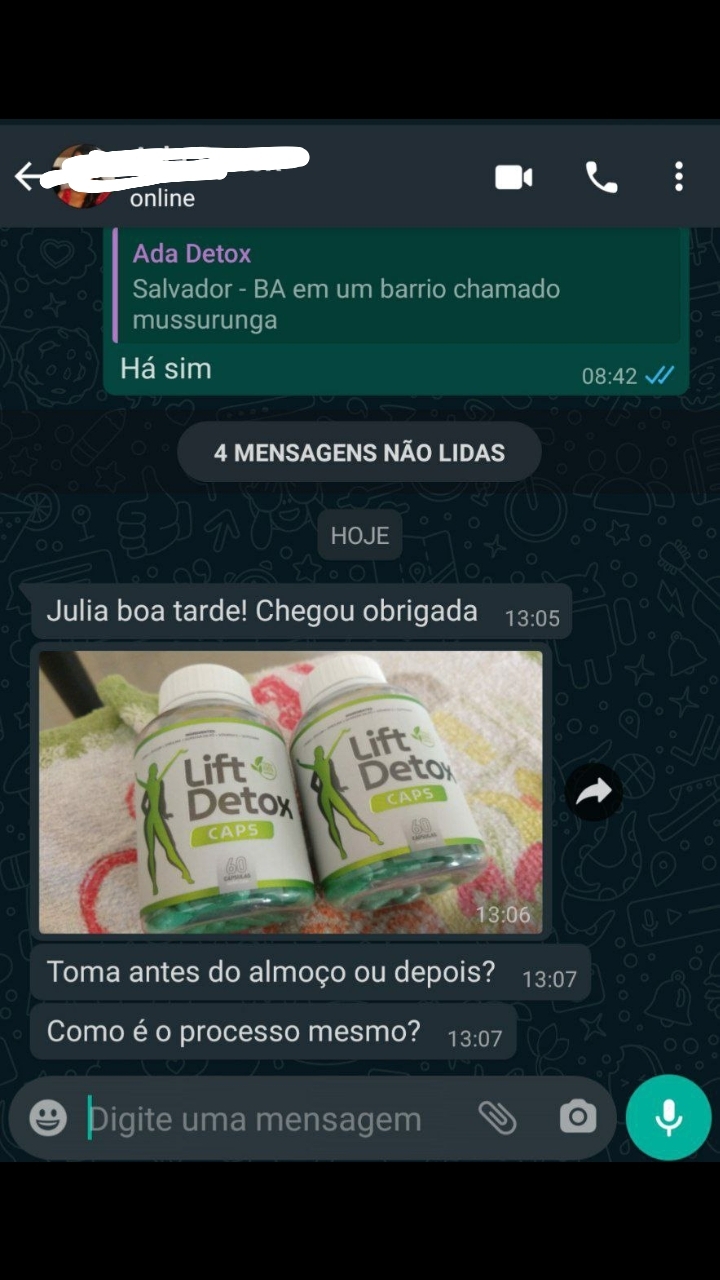 online
Ada Detox
Salvador - BA em um barrio chamado
mussurunga
Há sim
08:42
4 MENSAGENS NÃO LIDAS
HOJE
Julia boa tarde! Chegou obrigada
13:05
Lift
Detox
CAPS
60
CÁPSULAS
Lift
Detox
CAPS
60
CÁPSULAS
13:06
Toma antes do almoço ou depois?
13:07
Como é o processo mesmo?
13:07
Digite uma mensagem